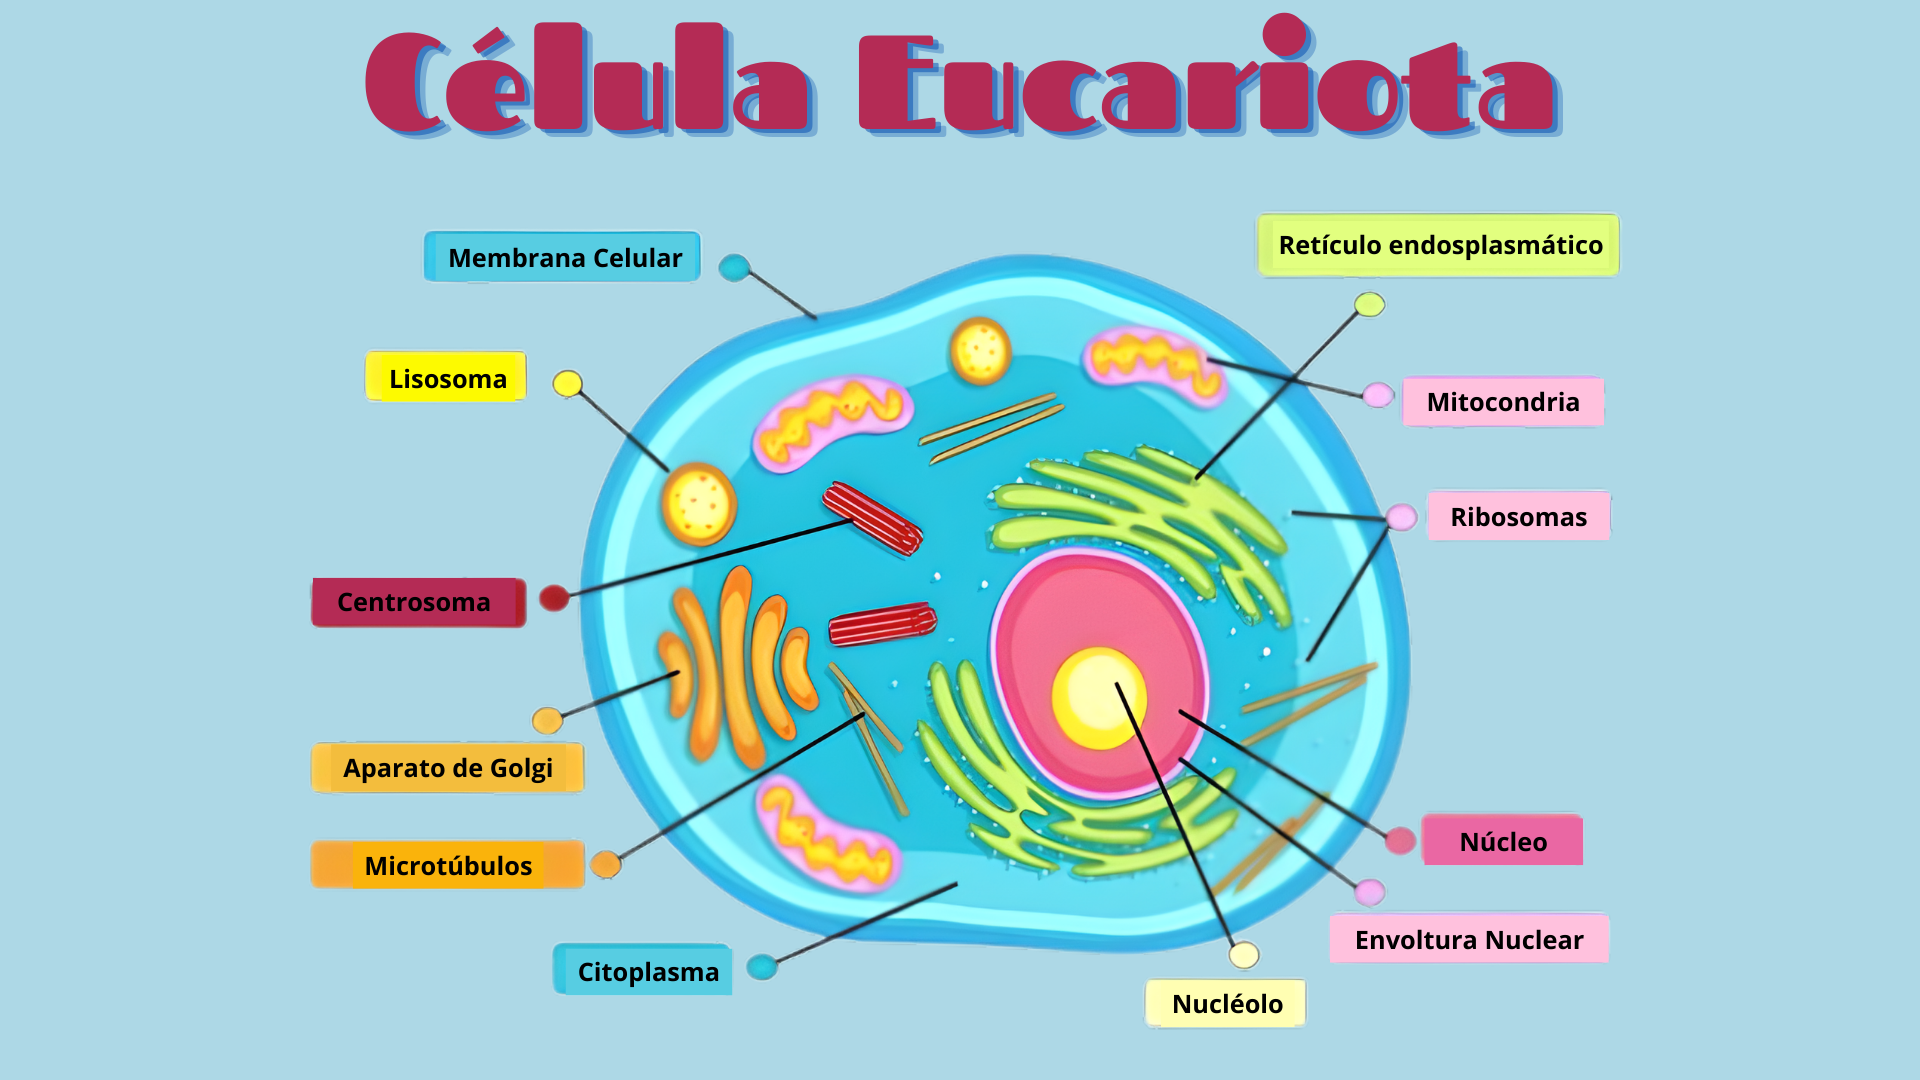 Célula Eucariota
Membrana Celular
Retículo endosplasmático
Lisosoma
Mitocondria
Ribosomas
Centrosoma
Aparato de Golgi
Microtúbulos
Núcleo
Envoltura Nuclear
Citoplasma
Nucléolo